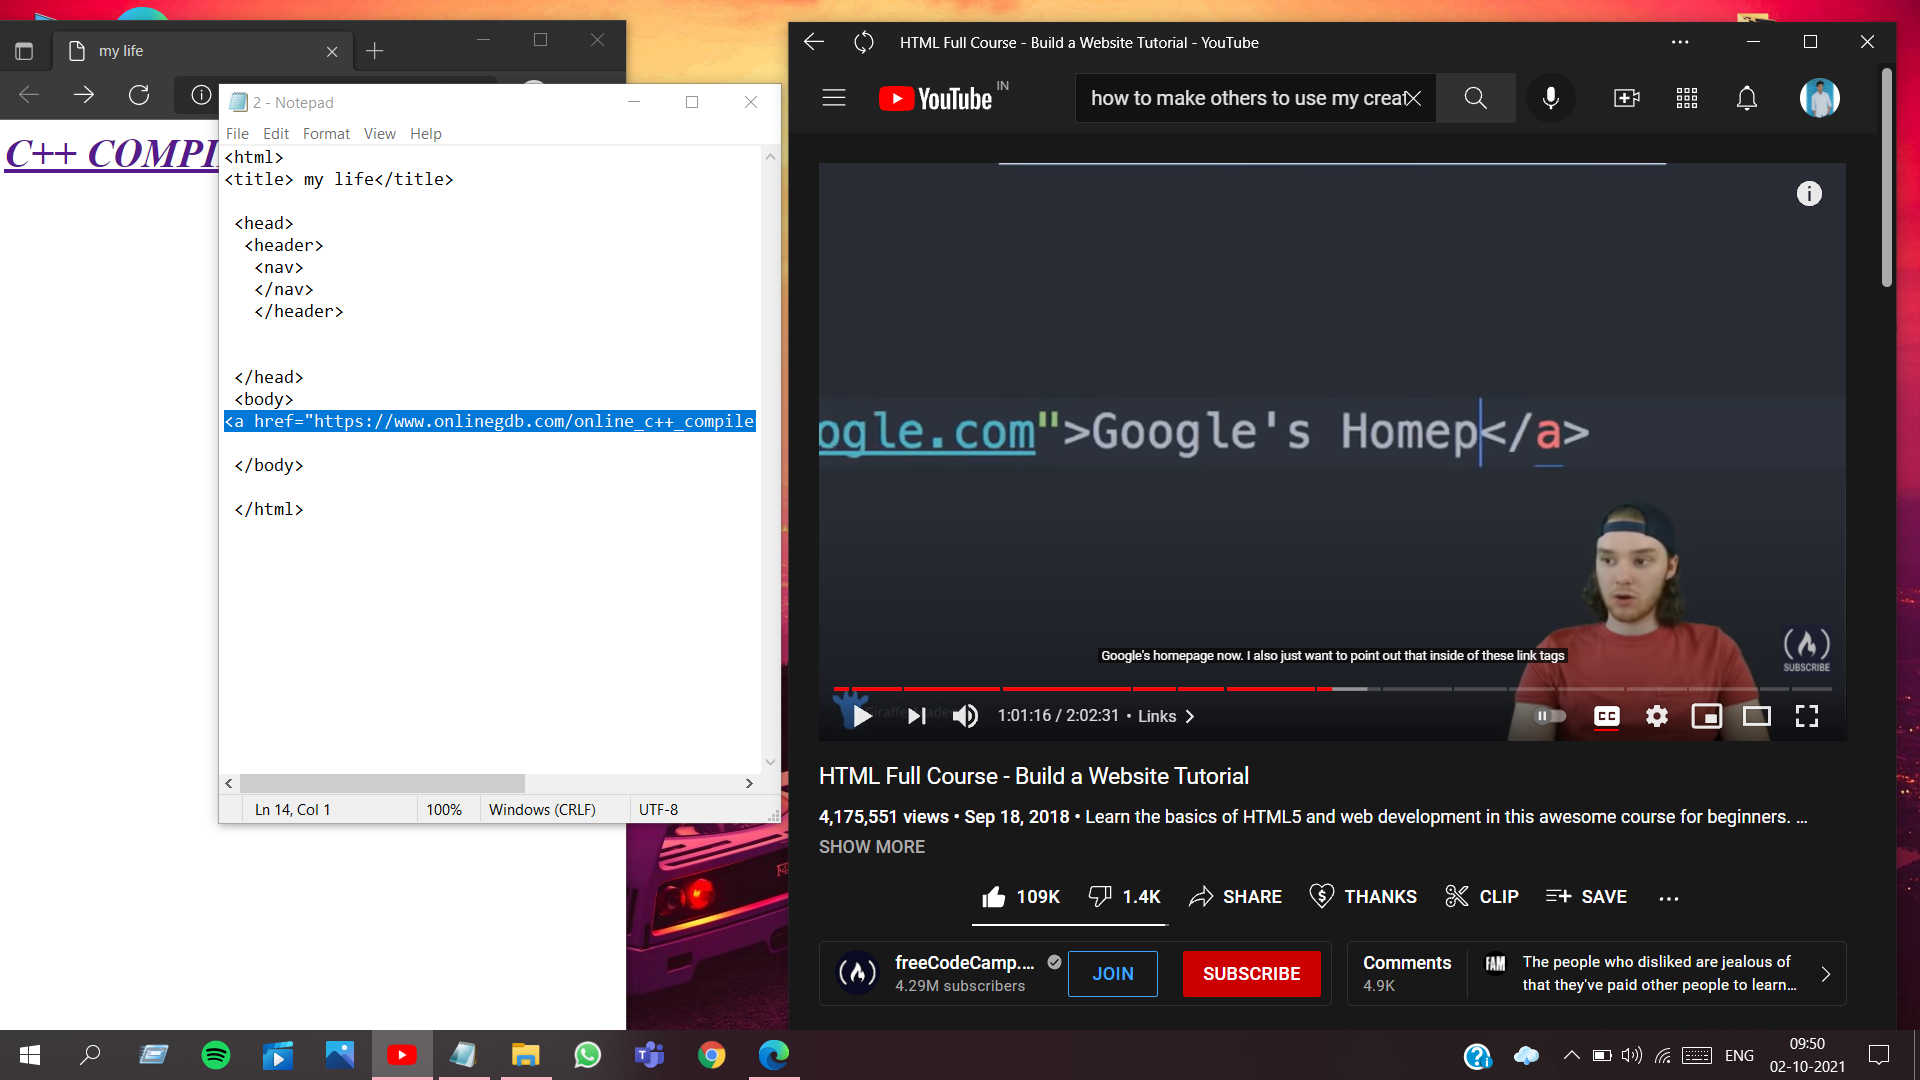 my life
C++ COMPI
2 - Notepad
File Edit Format View Help
<html>
<title> my life</title>
<head>
<header>
<nav>
</nav>
</header>
</head>
<body>
<a href="https://www.onlinegdb.com/online_c++_compile
</body>
</html>
Ln 14, Col 1
100%
Windows (CRLF)
UTF-8
HTML Full Course - Build a Website Tutorial - YouTube
YouTube IN
how to make others to use my creat
ogle.com">Google's Homep</a>
Google's homepage now. I also just want to point out that inside of these link tags
SUBSCRIBE
1:01:16 / 2:02:31 • Links
CC
HTML Full Course - Build a Website Tutorial
4,175,551 views • Sep 18, 2018 • Learn the basics of HTML5 and web development in this awesome course for beginners. ...
SHOW MORE
109K 1.4K SHARE THANKS CLIP SAVE
freeCodeCamp....
4.29M subscribers
JOIN
SUBSCRIBE
Comments
4.9K
FAM
The people who disliked are jealous of
that they've paid other people to learn...
ENG
09:50
02-10-2021